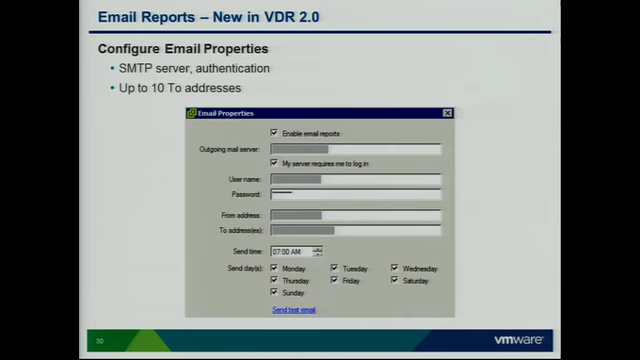 Email Reports – New in VDR 2.0
Configure Email Properties
• SMTP server, authentication
• Up to 10 To addresses
Email Properties
Enable email reports
Outgoing mail server:
My server requires me to log in
User name:
Password: ********
From address:
To address(es):
Send time: 07:00 AM
Send day(s): Monday Tuesday Wednesday
Thursday Friday Saturday
Sunday
Send test email
30
vmware